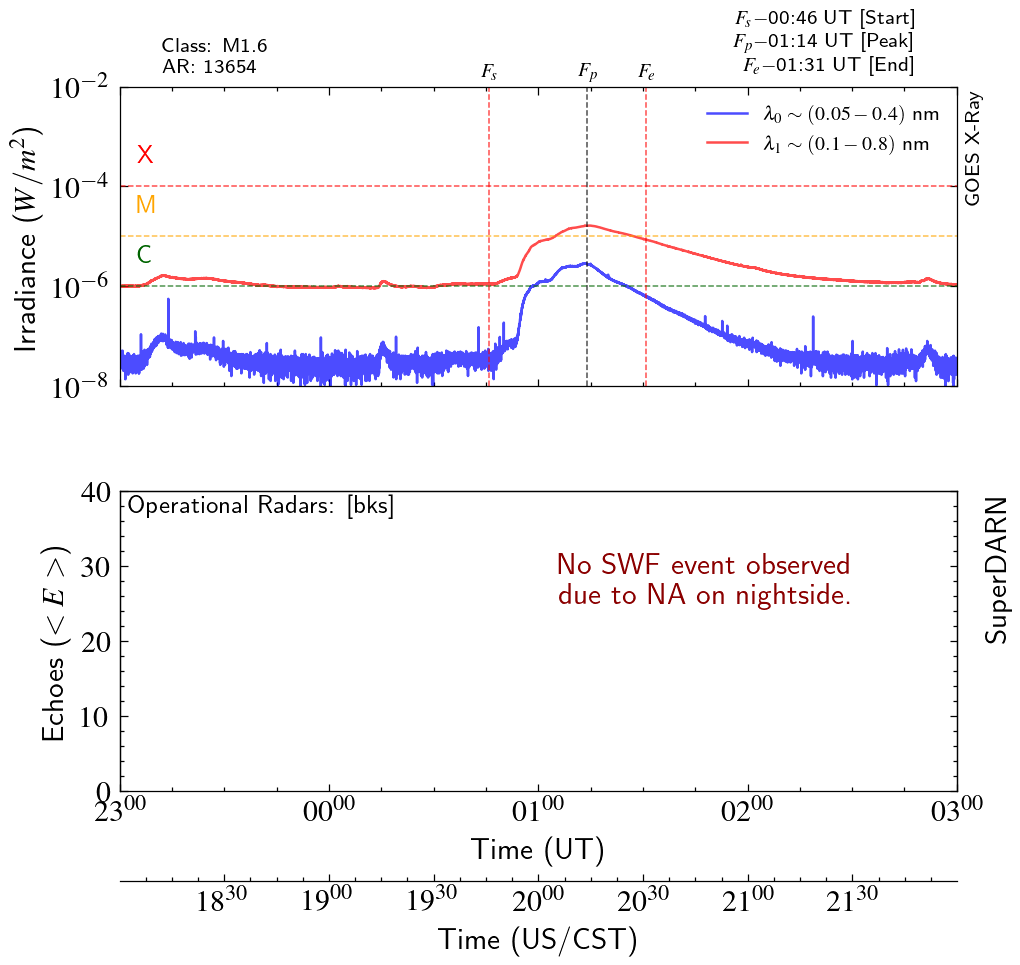 Class: M1.6
AR: 13654
Fₛ−00:46 UT [Start]
Fₚ−01:14 UT [Peak]
Fₑ−01:31 UT [End]
Fₛ Fₚ Fₑ
λ₀ ∼ (0.05 − 0.4) nm
λ₁ ∼ (0.1 − 0.8) nm
GOES X-Ray
Irradiance (W/m²)
10⁻²
X
10⁻⁴
M
C
10⁻⁶
10⁻⁸
Operational Radars: [bks]
No SWF event observed
due to NA on nightside.
SuperDARN
Echoes (< E >)
40
30
20
10
0
23⁰⁰ 00⁰⁰ 01⁰⁰ 02⁰⁰ 03⁰⁰
Time (UT)
18³⁰ 19⁰⁰ 19³⁰ 20⁰⁰ 20³⁰ 21⁰⁰ 21³⁰
Time (US/CST)